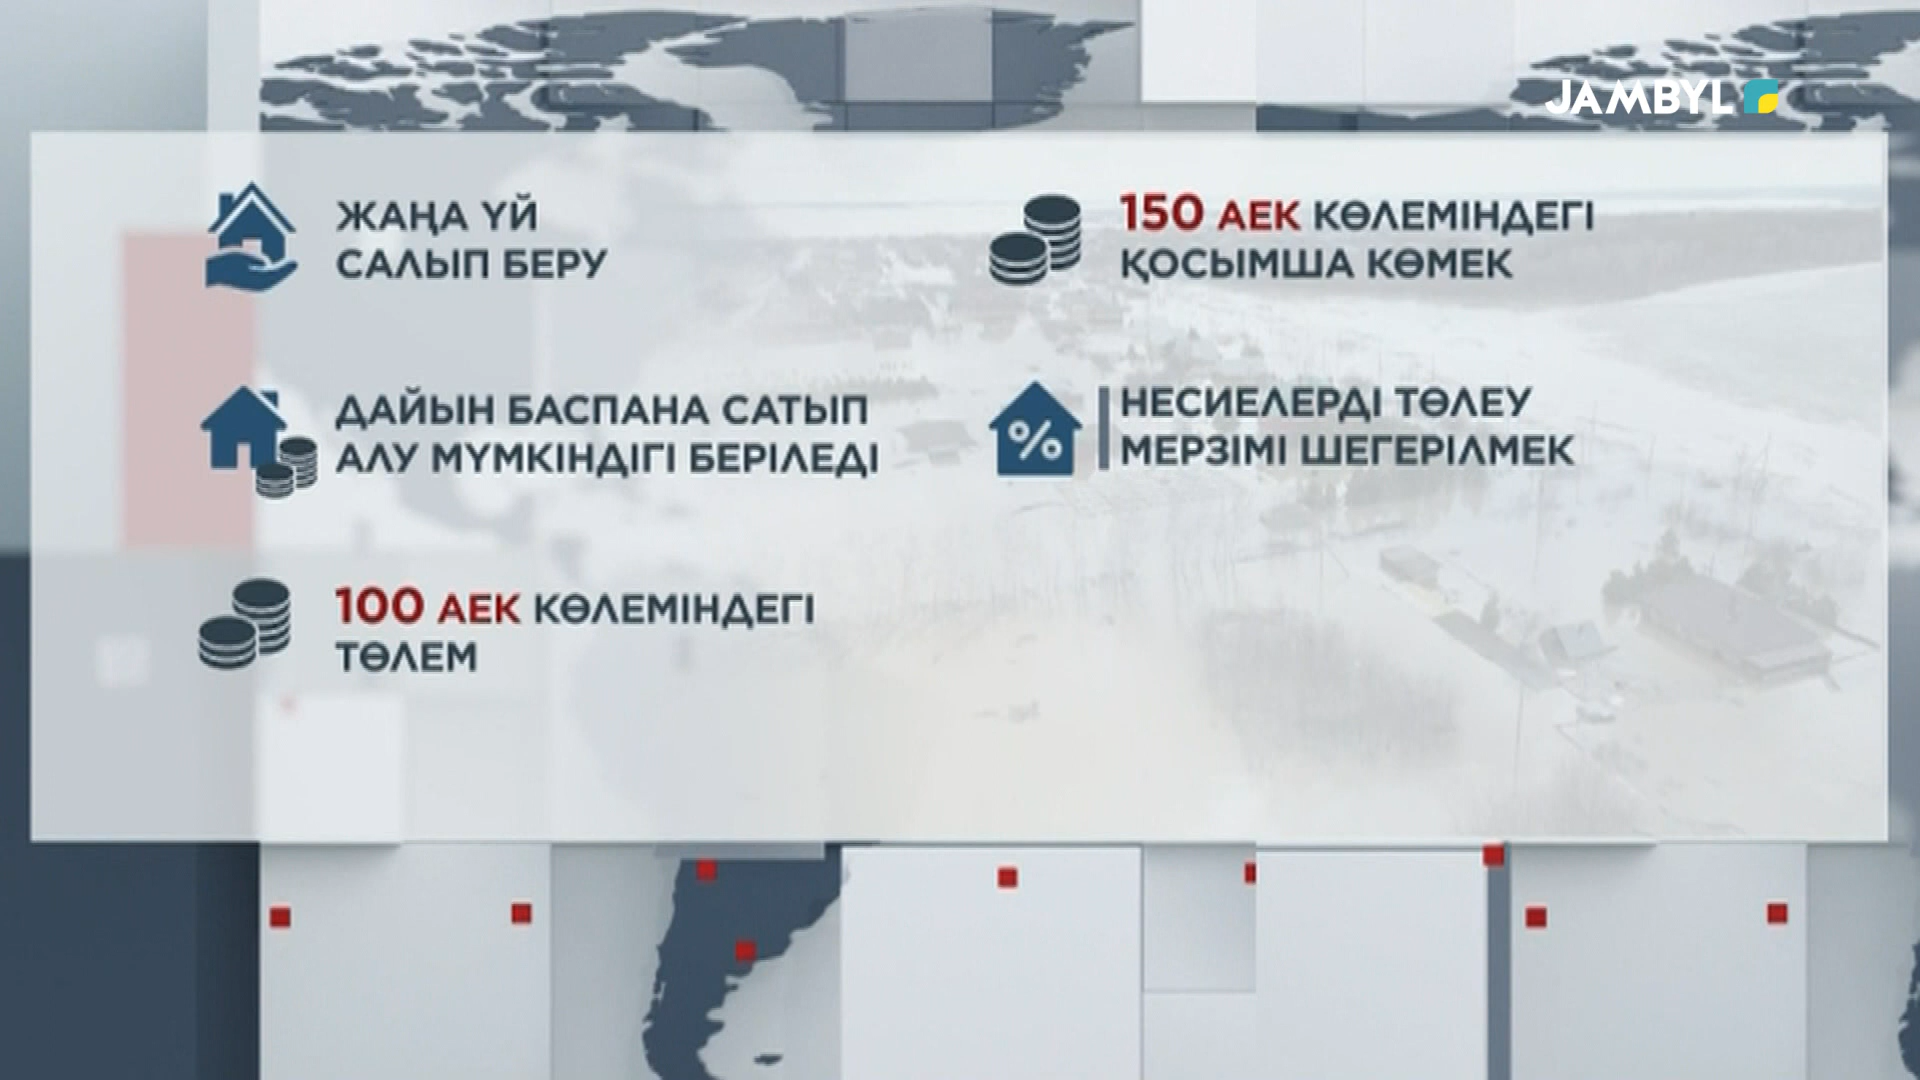 JAMBYL
ЖАҢА ҮЙ
САЛЫП БЕРУ
ДАЙЫН БАСПАНА САТЫП
АЛУ МҮМКІНДІГІ БЕРІЛЕДІ
100 АЕК КӨЛЕМІНДЕГІ
ТӨЛЕМ
150 АЕК КӨЛЕМІНДЕГІ
ҚОСЫМША КӨМЕК
%
НЕСИЕЛЕРДІ ТӨЛЕУ
МЕРЗІМІ ШЕГЕРІЛМЕК